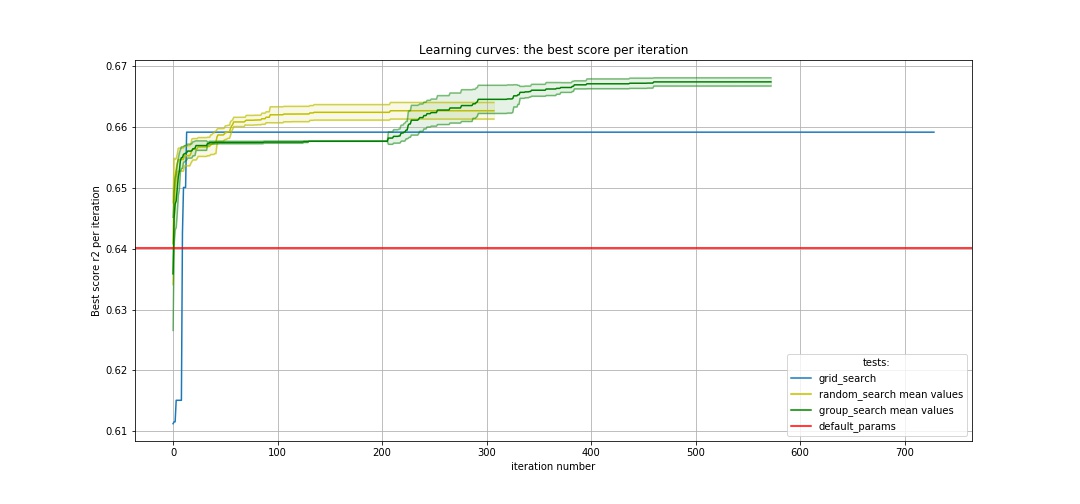 Learning curves: the best score per iteration
Best score r2 per iteration
0.67
0.66
0.65
0.64
0.63
0.62
0.61
0 100 200 300 400 500 600 700
iteration number
tests:
grid_search
random_search mean values
group_search mean values
default_params